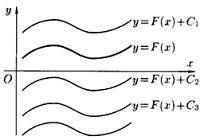 y
y=F(x)+C₁
y=F(x)
x
O
y=F(x)+C₂
y=F(x)+C₃